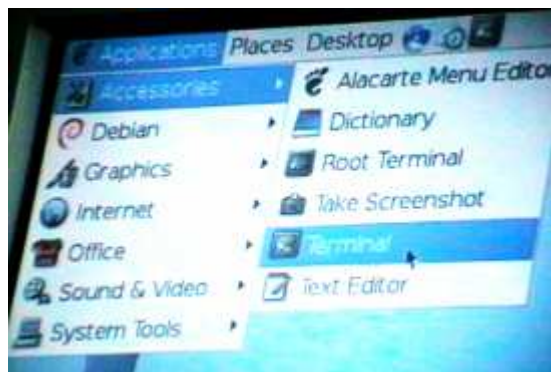 Applications Places Desktop
Accessories
Debian
Graphics
Internet
Office
Sound & Video
System Tools
Alacarte Menu Edito
Dictionary
Root Terminal
Take Screenshot
Terminal
Text Editor